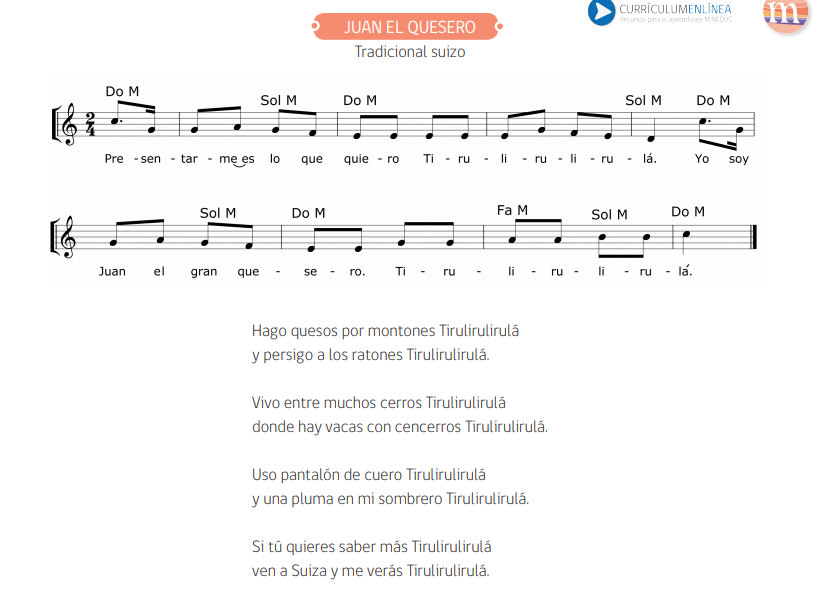 JUAN EL QUESERO
CURRÍCULUMENLÍNEA
Recursos para el aprendizaje MINEDUC
m
Tradicional suizo
Do M Sol M Do M Sol M Do M
2
4
Pre - sen - tar - me es lo que quie - ro Ti - ru - li - ru - li - ru - lá. Yo soy
Sol M Do M Fa M Sol M Do M
Juan el gran que - se - ro. Ti - ru - li - ru - li - ru - lá.
Hago quesos por montones Tirulirulirulá
y persigo a los ratones Tirulirulirulá.
Vivo entre muchos cerros Tirulirulirulá
donde hay vacas con cencerros Tirulirulirulá.
Uso pantalón de cuero Tirulirulirulá
y una pluma en mi sombrero Tirulirulirulá.
Si tú quieres saber más Tirulirulirulá
ven a Suiza y me verás Tirulirulirulá.